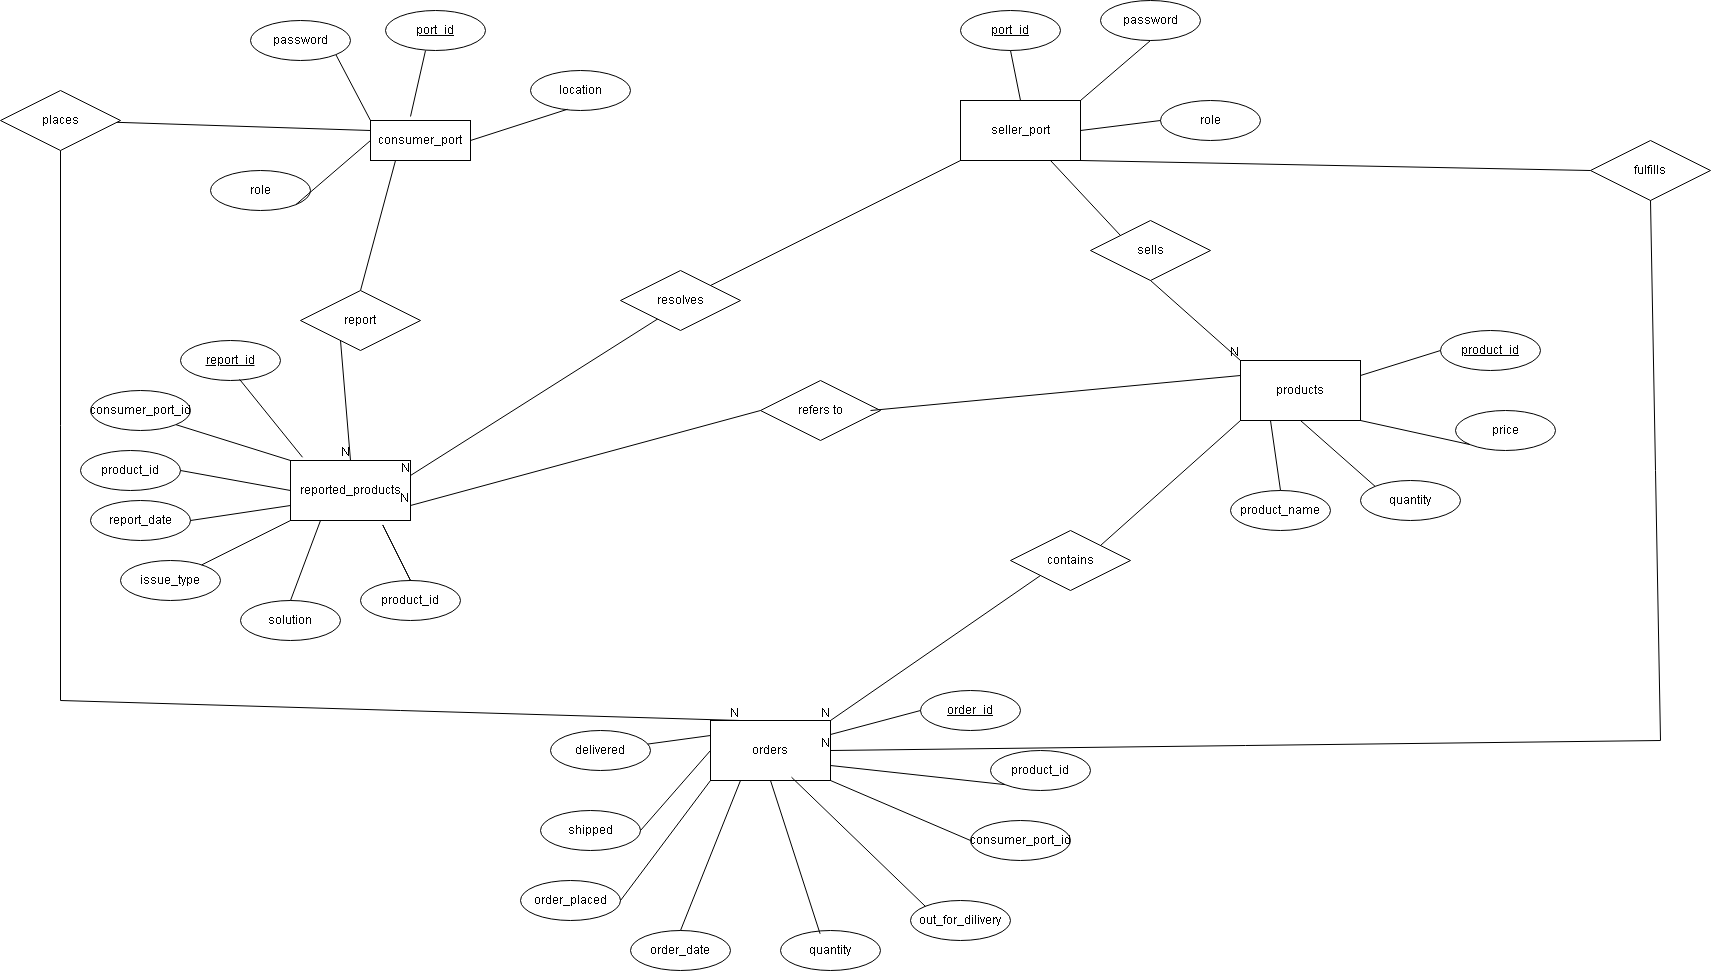 port_id
password
port_id
password
location
places
role
consumer_port
seller_port
fulfills
role
sells
resolves
report
N
product_id
report_id
products
consumer_port_id
refers to
price
N
N
product_id
reported_products
N
quantity
product_name
report_date
contains
issue_type
product_id
solution
order_id
N
N
delivered
orders
N
product_id
shipped
consumer_port_id
order_placed
out_for_dilivery
order_date
quantity